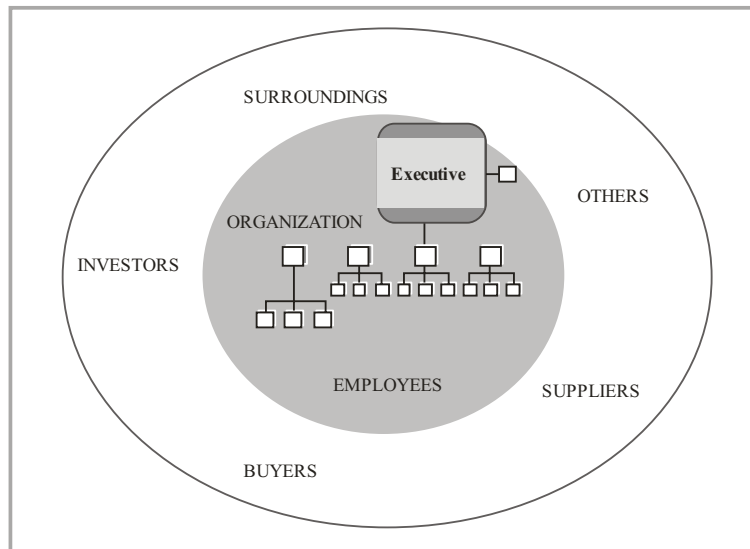 SURROUNDINGS
Executive
OTHERS
ORGANIZATION
INVESTORS
EMPLOYEES
SUPPLIERS
BUYERS